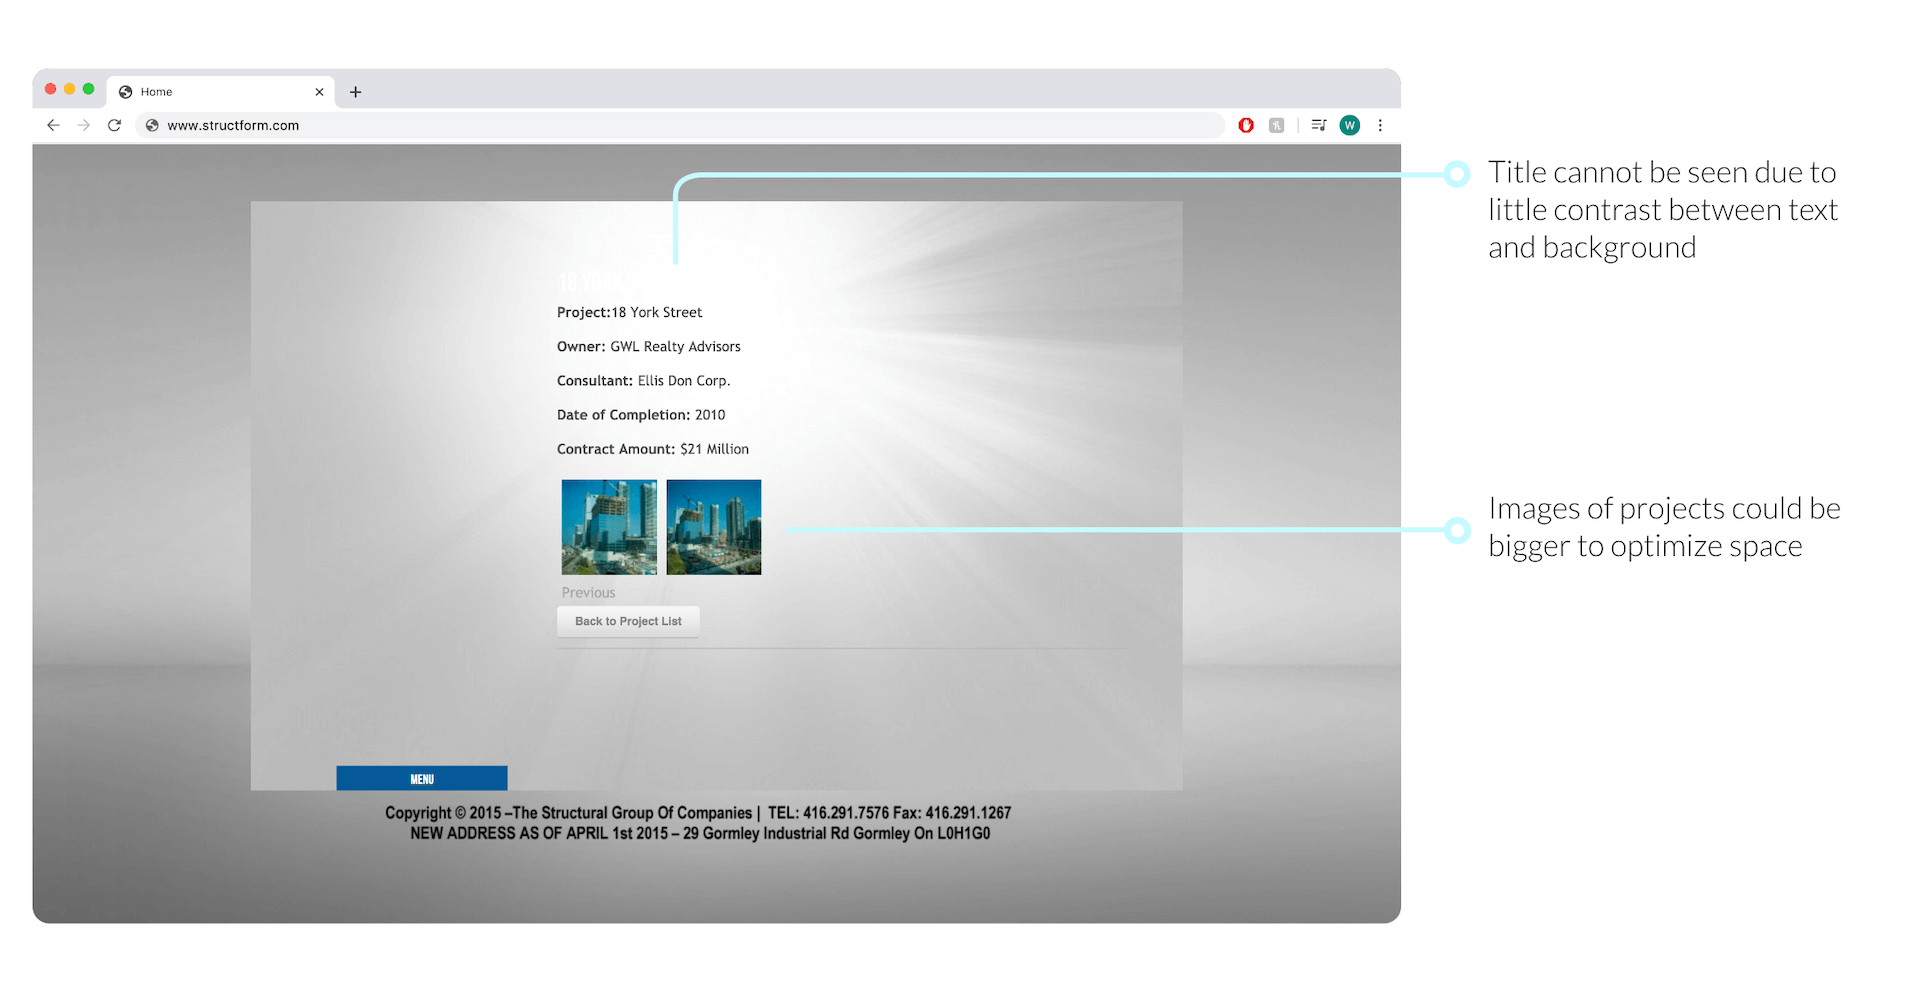 Home
www.structform.com
W
Title cannot be seen due to
little contrast between text
and background
18 YORK
Project:18 York Street
Owner: GWL Realty Advisors
Consultant: Ellis Don Corp.
Date of Completion: 2010
Contract Amount: $21 Million
Images of projects could be
bigger to optimize space
Previous
Back to Project List
MENU
Copyright © 2015 –The Structural Group Of Companies | TEL: 416.291.7576 Fax: 416.291.1267
NEW ADDRESS AS OF APRIL 1st 2015 – 29 Gormley Industrial Rd Gormley On L0H1G0